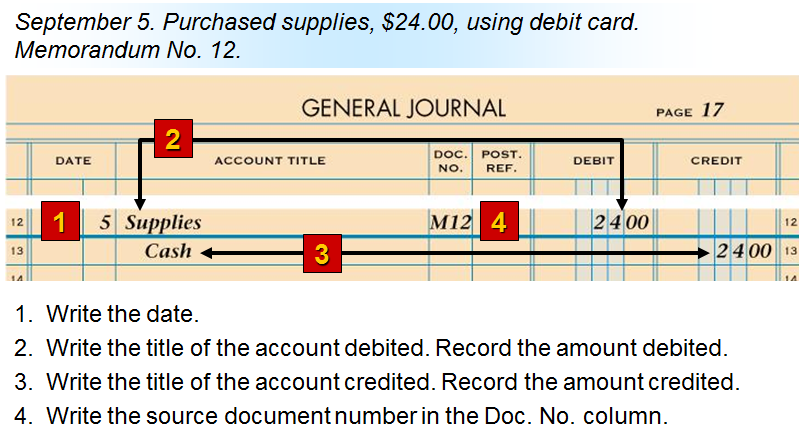 September 5. Purchased supplies, $24.00, using debit card.
Memorandum No. 12.
GENERAL JOURNAL PAGE 17
2
DATE ACCOUNT TITLE DOC. NO. POST. REF. DEBIT CREDIT
12 1 5 Supplies M12 4 24 00 12
13 Cash 3 24 00 13
14 14
1. Write the date.
2. Write the title of the account debited. Record the amount debited.
3. Write the title of the account credited. Record the amount credited.
4. Write the source document number in the Doc. No. column.